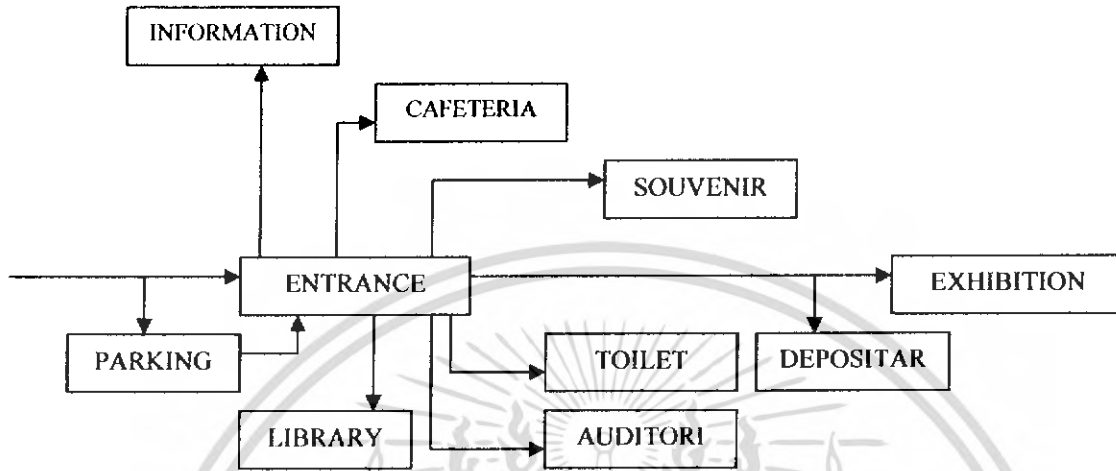 INFORMATION
CAFETERIA
SOUVENIR
ENTRANCE
EXHIBITION
PARKING
TOILET
DEPOSITAR
LIBRARY
AUDITORI